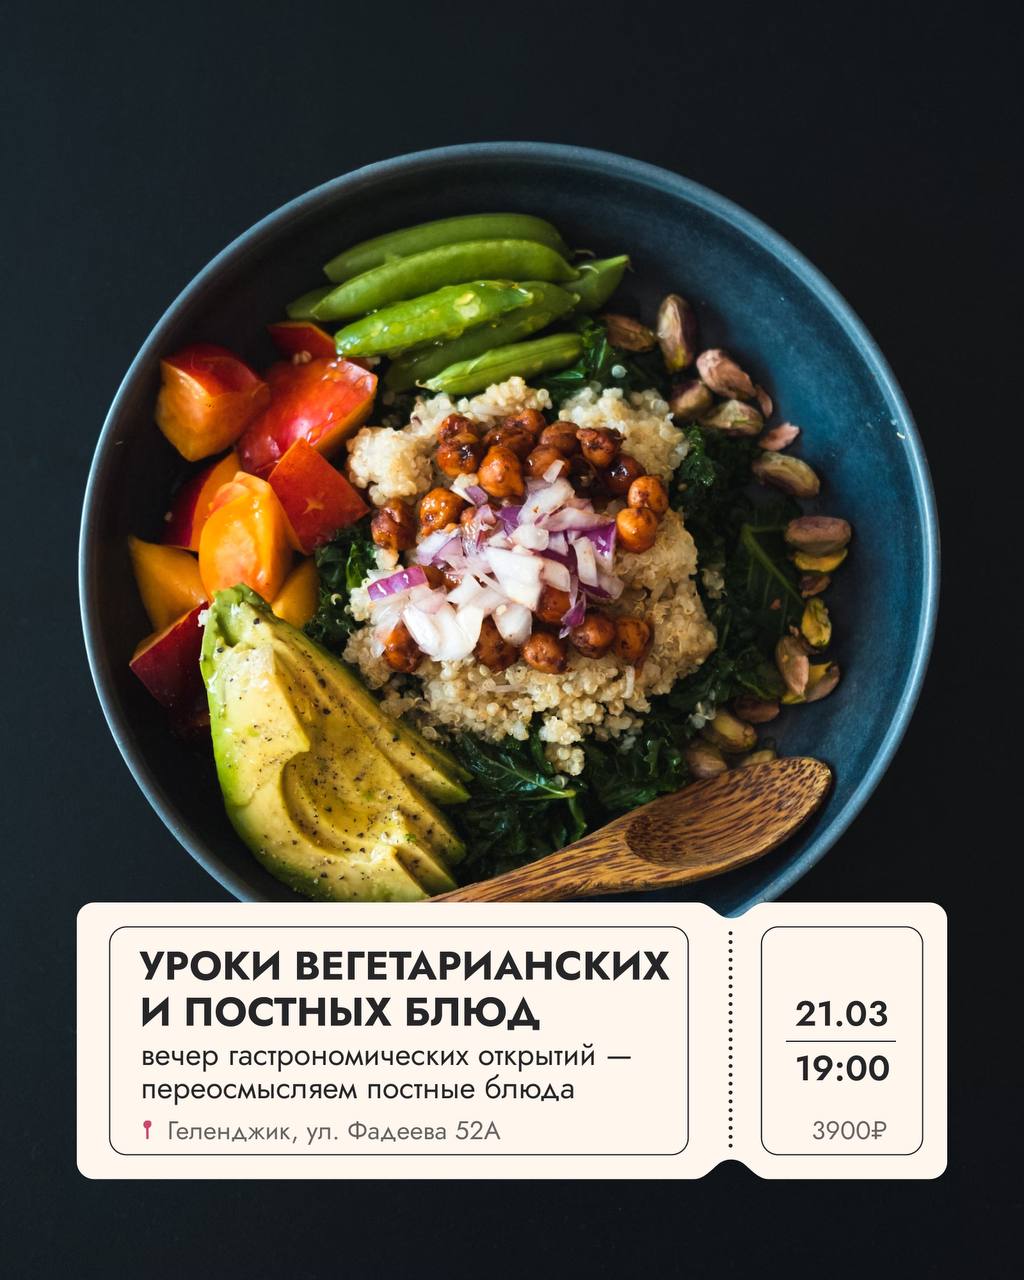 УРОКИ ВЕГЕТАРИАНСКИХ
И ПОСТНЫХ БЛЮД
вечер гастрономических открытий —
переосмысляем постные блюда
Геленджик, ул. Фадеева 52А
21.03
19:00
3900₽